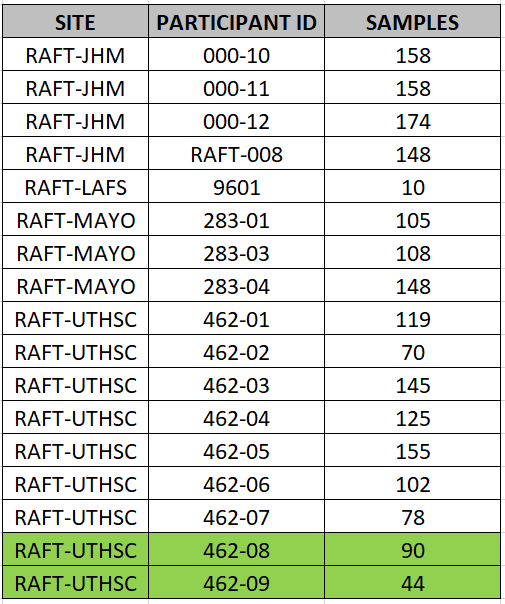 SITE PARTICIPANT ID SAMPLES
RAFT-JHM 000-10 158
RAFT-JHM 000-11 158
RAFT-JHM 000-12 174
RAFT-JHM RAFT-008 148
RAFT-LAFS 9601 10
RAFT-MAYO 283-01 105
RAFT-MAYO 283-03 108
RAFT-MAYO 283-04 148
RAFT-UTHSC 462-01 119
RAFT-UTHSC 462-02 70
RAFT-UTHSC 462-03 145
RAFT-UTHSC 462-04 125
RAFT-UTHSC 462-05 155
RAFT-UTHSC 462-06 102
RAFT-UTHSC 462-07 78
RAFT-UTHSC 462-08 90
RAFT-UTHSC 462-09 44